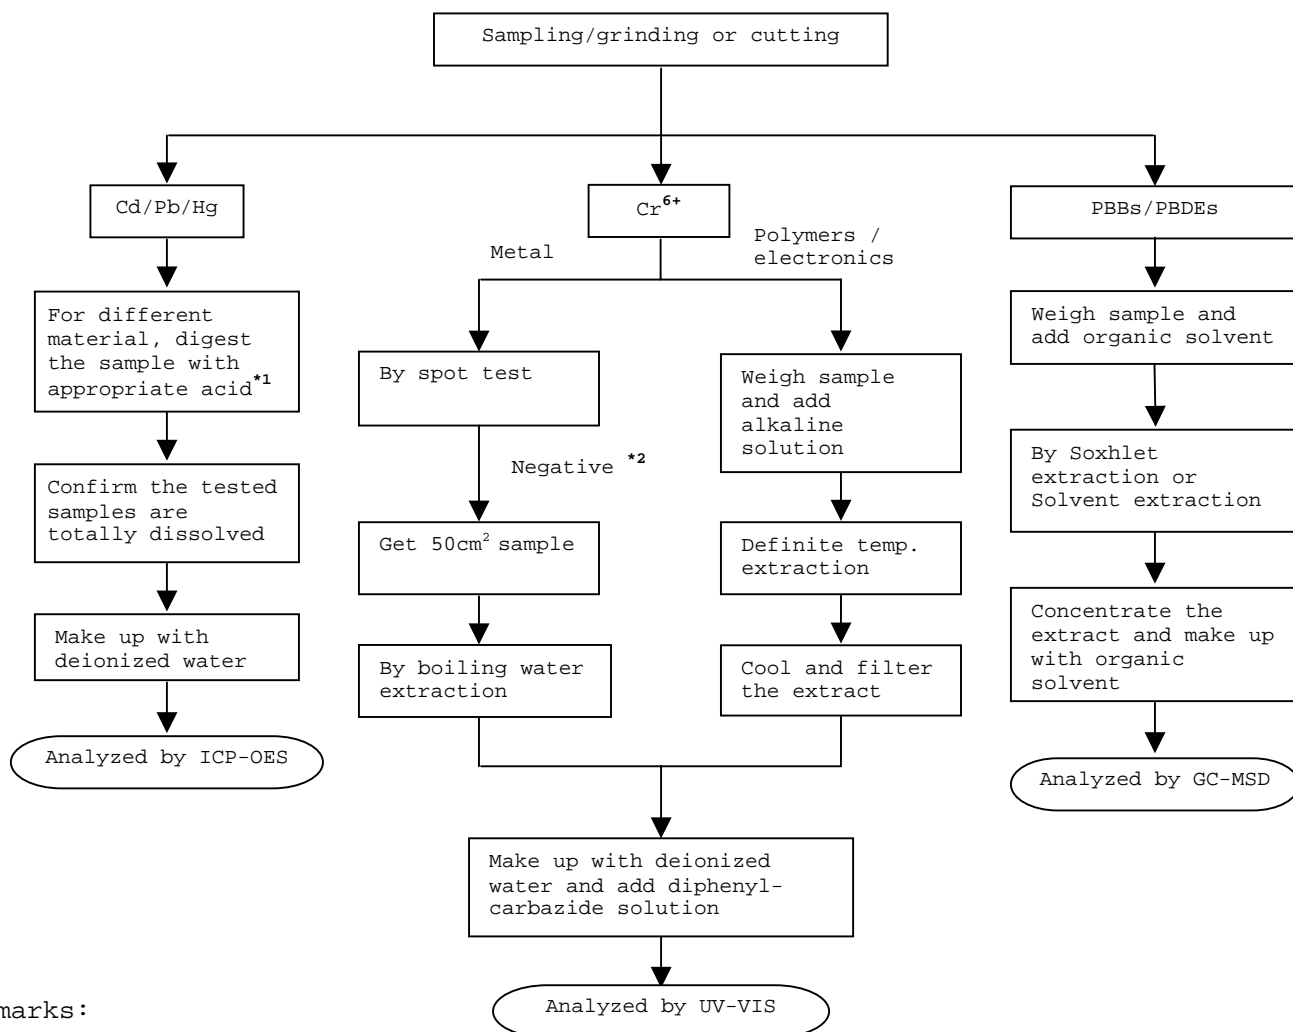 Sampling/grinding or cutting
Cd/Pb/Hg
For different
material, digest
the sample with
appropriate acid*1
Confirm the tested
samples are
totally dissolved
Make up with
deionized water
Analyzed by ICP-OES
Cr6+
Metal
By spot test
Negative *2
Get 50cm2 sample
By boiling water
extraction
Polymers /
electronics
Weigh sample
and add
alkaline
solution
Definite temp.
extraction
Cool and filter
the extract
Make up with deionized
water and add diphenyl-
carbazide solution
Analyzed by UV-VIS
PBBs/PBDEs
Weigh sample and
add organic solvent
By Soxhlet
extraction or
Solvent extraction
Concentrate the
extract and make up
with organic
solvent
Analyzed by GC-MSD
marks: